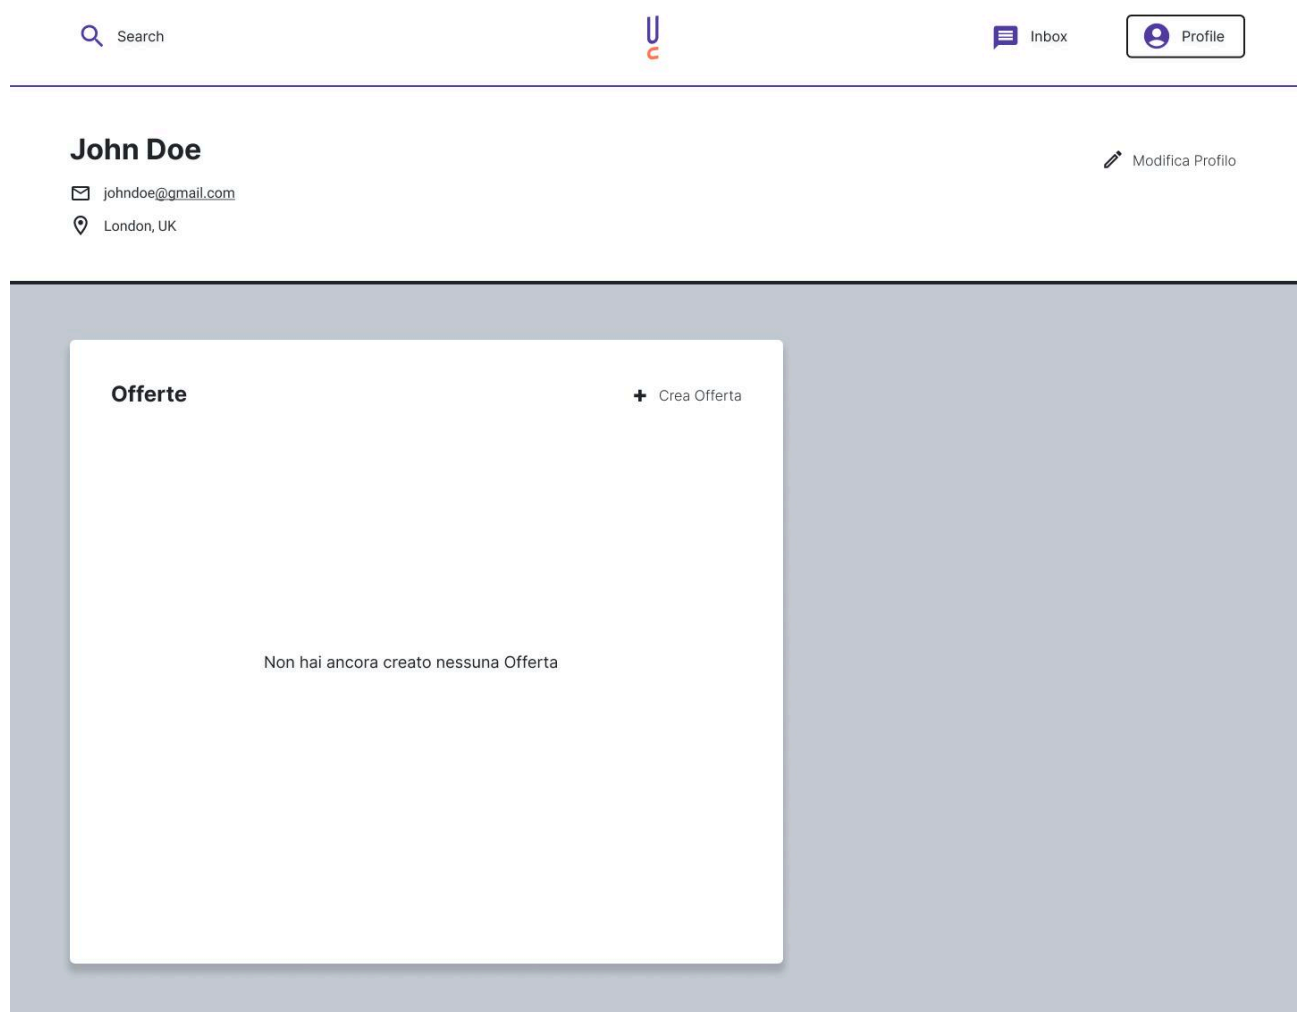 Search
Inbox
Profile
John Doe
Modifica Profilo
johndoe@gmail.com
London, UK
Offerte
Crea Offerta
Non hai ancora creato nessuna Offerta